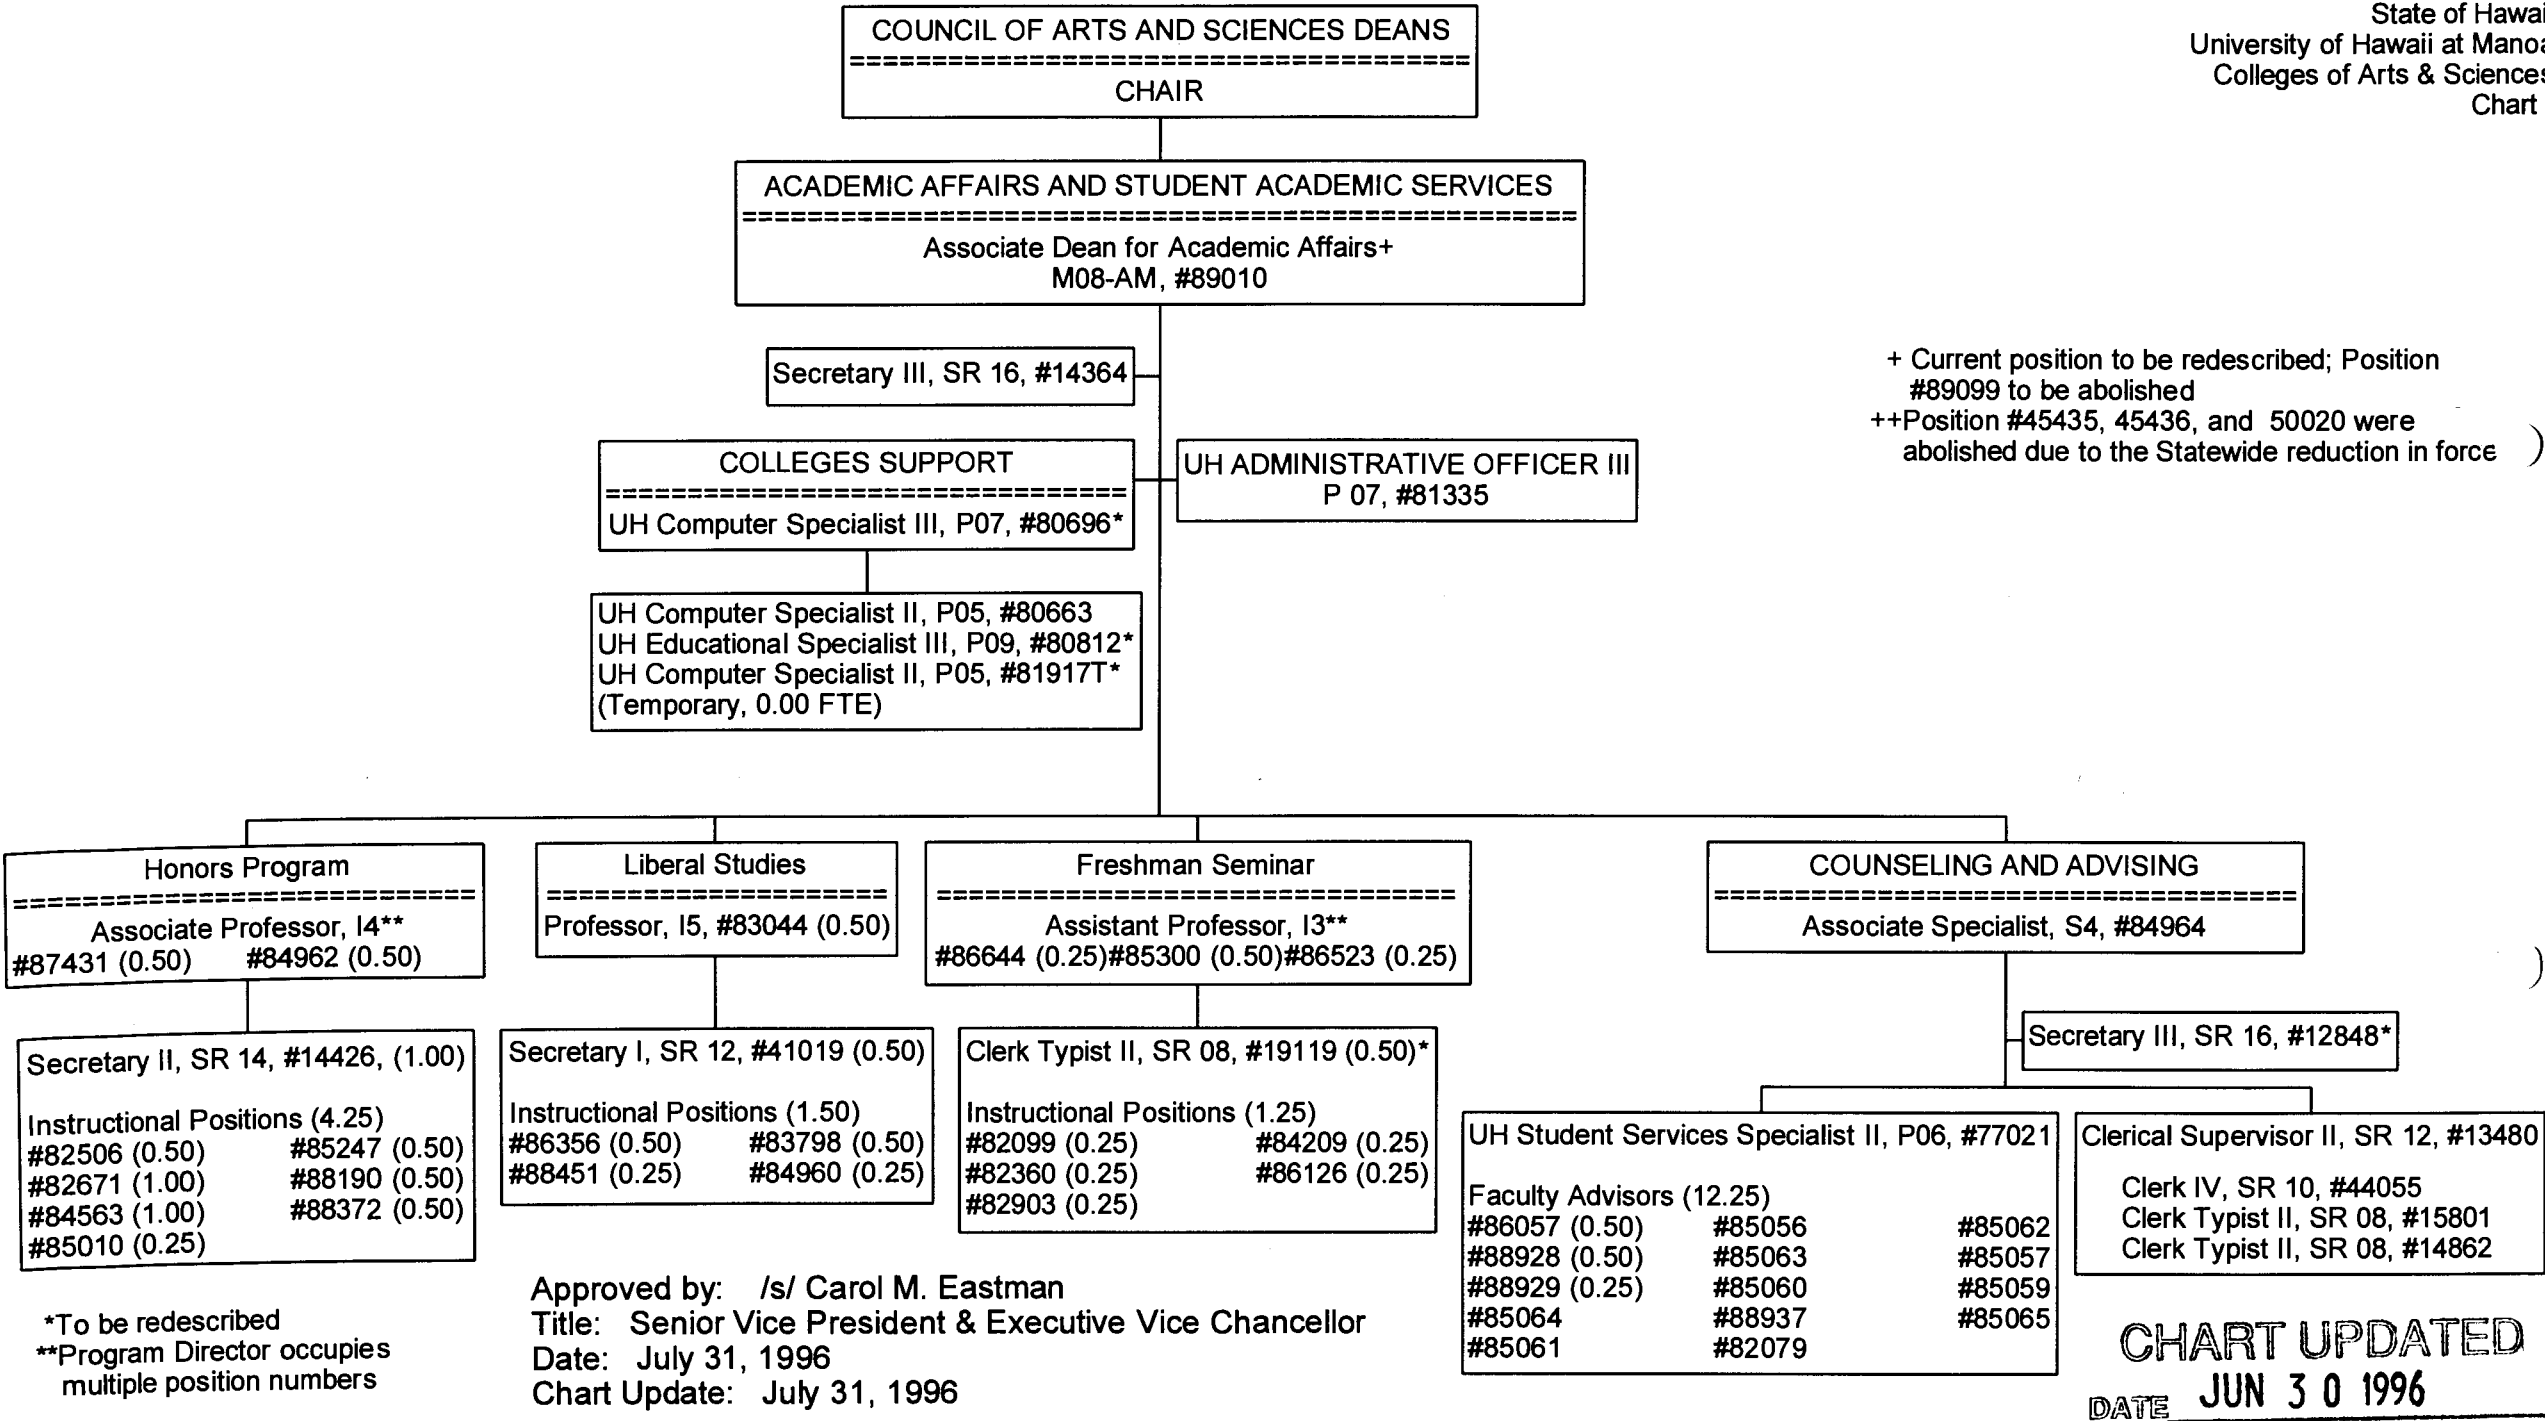 State of Hawai
University of Hawaii at Manoa
Colleges of Arts & Sciences
Chart
COUNCIL OF ARTS AND SCIENCES DEANS
CHAIR
ACADEMIC AFFAIRS AND STUDENT ACADEMIC SERVICES
Associate Dean for Academic Affairs+
M08-AM, #89010
Secretary III, SR 16, #14364
+ Current position to be redescribed; Position
#89099 to be abolished
++Position #45435, 45436, and 50020 were
abolished due to the Statewide reduction in force
COLLEGES SUPPORT
UH Computer Specialist III, P07, #80696*
UH ADMINISTRATIVE OFFICER III
P 07, #81335
UH Computer Specialist II, P05, #80663
UH Educational Specialist III, P09, #80812*
UH Computer Specialist II, P05, #81917T*
(Temporary, 0.00 FTE)
Honors Program
Associate Professor, I4**
#87431 (0.50) #84962 (0.50)
Secretary II, SR 14, #14426, (1.00)
Instructional Positions (4.25)
#82506 (0.50) #85247 (0.50)
#82671 (1.00) #88190 (0.50)
#84563 (1.00) #88372 (0.50)
#85010 (0.25)
Liberal Studies
Professor, I5, #83044 (0.50)
Secretary I, SR 12, #41019 (0.50)
Instructional Positions (1.50)
#86356 (0.50) #83798 (0.50)
#88451 (0.25) #84960 (0.25)
Freshman Seminar
Assistant Professor, I3**
#86644 (0.25)#85300 (0.50)#86523 (0.25)
Clerk Typist II, SR 08, #19119 (0.50)*
Instructional Positions (1.25)
#82099 (0.25) #84209 (0.25)
#82360 (0.25) #86126 (0.25)
#82903 (0.25)
COUNSELING AND ADVISING
Associate Specialist, S4, #84964
Secretary III, SR 16, #12848*
UH Student Services Specialist II, P06, #77021
Faculty Advisors (12.25)
#86057 (0.50) #85056 #85062
#88928 (0.50) #85063 #85057
#88929 (0.25) #85060 #85059
#85064 #88937 #85065
#85061 #82079
Clerical Supervisor II, SR 12, #13480
Clerk IV, SR 10, #44055
Clerk Typist II, SR 08, #15801
Clerk Typist II, SR 08, #14862
*To be redescribed
**Program Director occupies
multiple position numbers
Approved by: /s/ Carol M. Eastman
Title: Senior Vice President & Executive Vice Chancellor
Date: July 31, 1996
Chart Update: July 31, 1996
CHART UPDATED
DATE JUN 30 1996